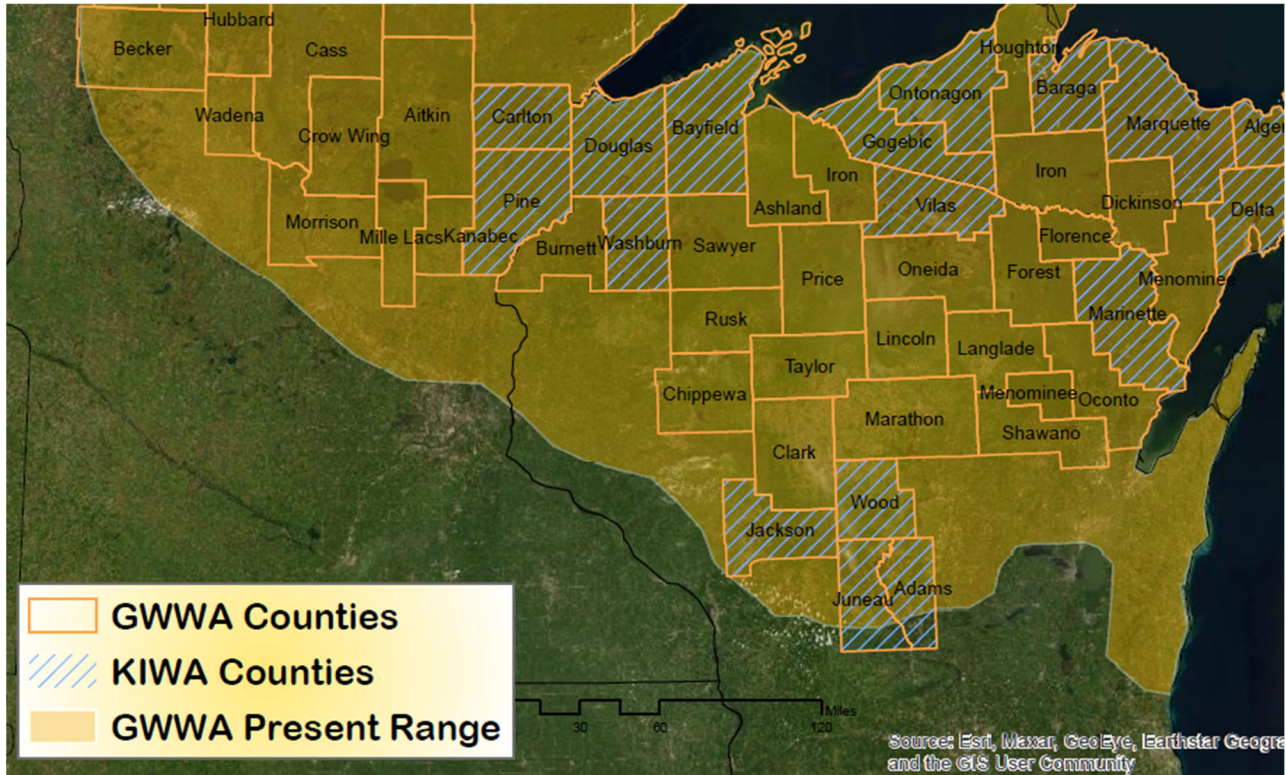 Hubbard
Houghton
Becker
Cass
Baraga
Ontonagon
Wadena
Aitkin
Carlton
Crow Wing
Bayfield
Marquette
Alger
Douglas
Gogebic
Iron
Iron
Pine
Ashland
Vilas
Dickinson
Delta
Morrison
Mille Lacs
Kanabec
Burnett
Washburn
Sawyer
Florence
Oneida
Forest
Price
Menominee
Rusk
Marinette
Lincoln
Langlade
Taylor
Chippewa
Menominee
Oconto
Marathon
Shawano
Clark
Wood
Jackson
Adams
Juneau
GWWA Counties
KIWA Counties
GWWA Present Range
Miles
30
60
120
Source: Esri, Maxar, GeoEye, Earthstar Geogra
and the GIS User Community